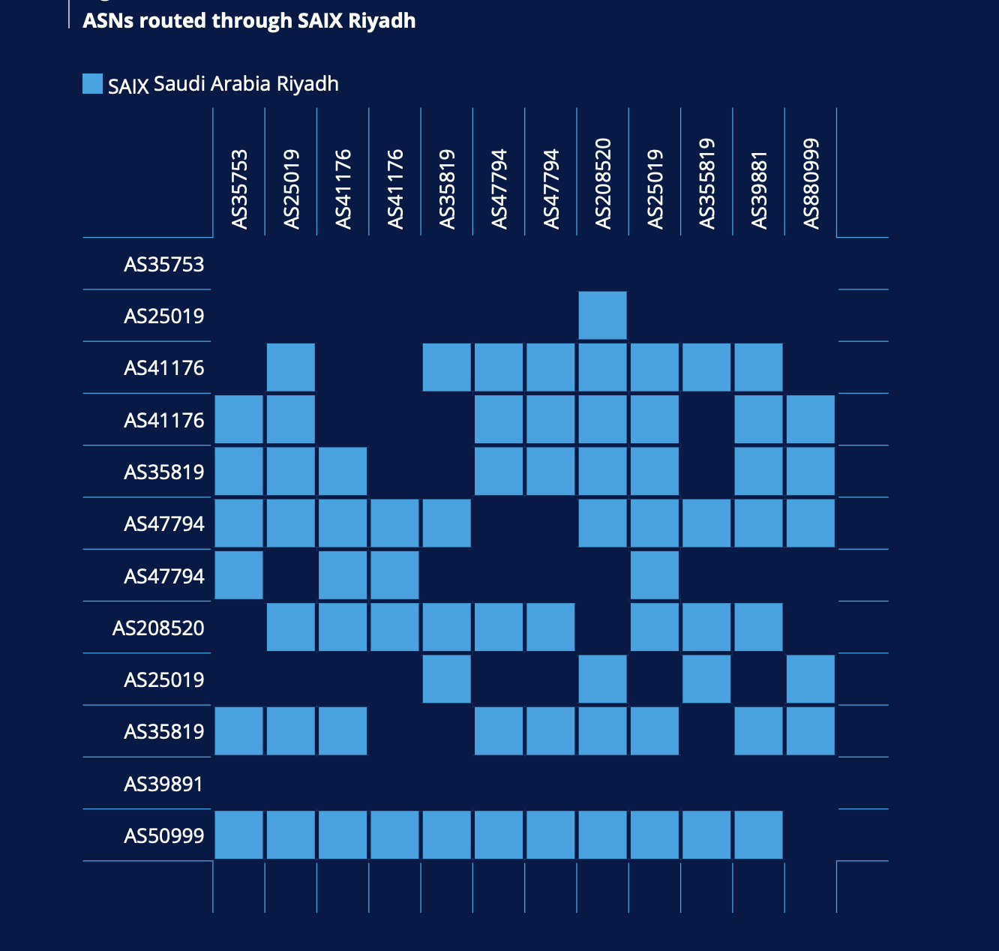 ASNs routed through SAIX Riyadh
SAIX Saudi Arabia Riyadh
AS35753
AS25019
AS41176
AS41176
AS35819
AS47794
AS47794
AS208520
AS25019
AS355819
AS39881
AS880999
AS35753
AS25019
AS41176
AS41176
AS35819
AS47794
AS47794
AS208520
AS25019
AS35819
AS39891
AS50999